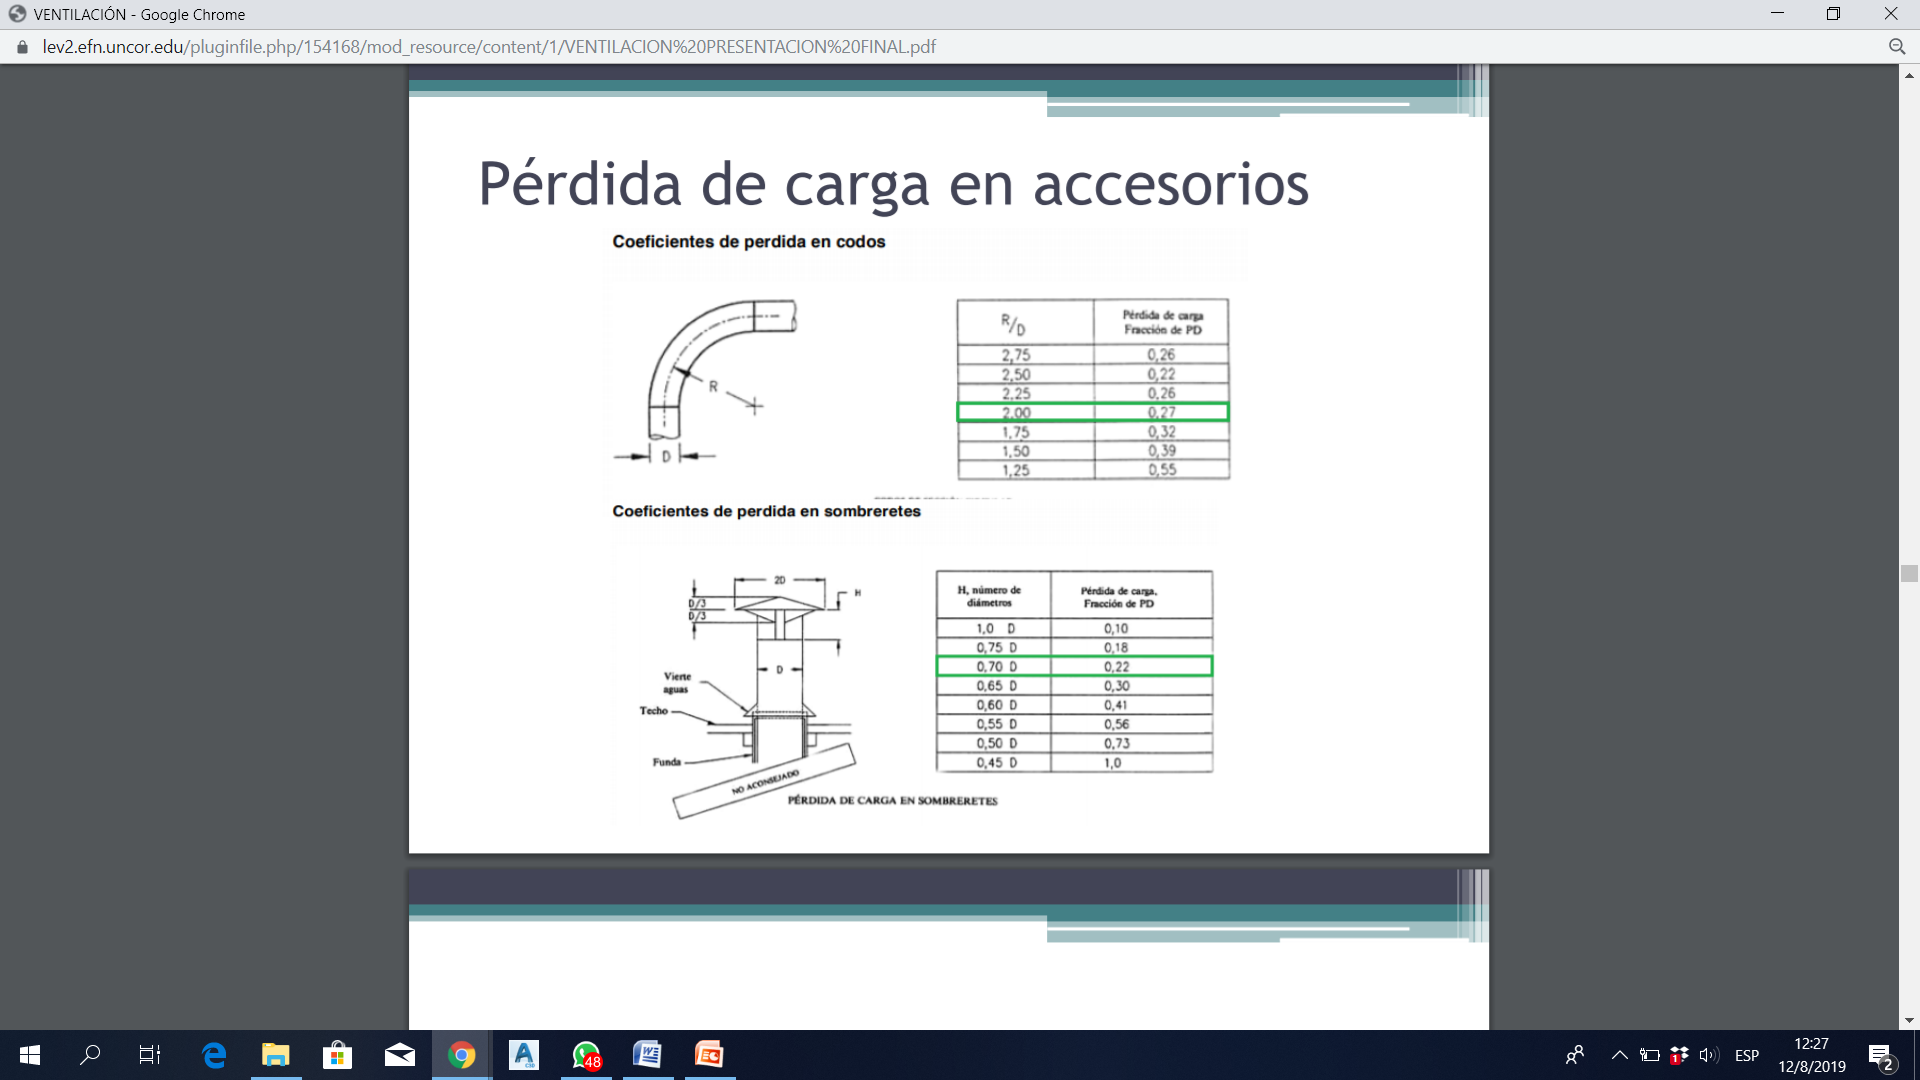 VENTILACIÓN - Google Chrome
lev2.efn.uncor.edu/pluginfile.php/154168/mod_resource/content/1/VENTILACION%20PRESENTACION%20FINAL.pdf
Pérdida de carga en accesorios
Coeficientes de perdida en codos
R
D
R/D Pérdida de carga Fracción de PD
2,75 0,26
2,50 0,22
2,25 0,26
2,00 0,27
1,75 0,32
1,50 0,39
1,25 0,55
Coeficientes de perdida en sombreretes
2D
H
D/3
D/3
D
Vierte aguas
Techo
Funda
NO ACONSEJADO
H, número de diámetros Pérdida de carga, Fracción de PD
1,0 D 0,10
0,75 D 0,18
0,70 D 0,22
0,65 D 0,30
0,60 D 0,41
0,55 D 0,56
0,50 D 0,73
0,45 D 1,0
PÉRDIDA DE CARGA EN SOMBRERETES
48
1
ESP
12:27
12/8/2019
2